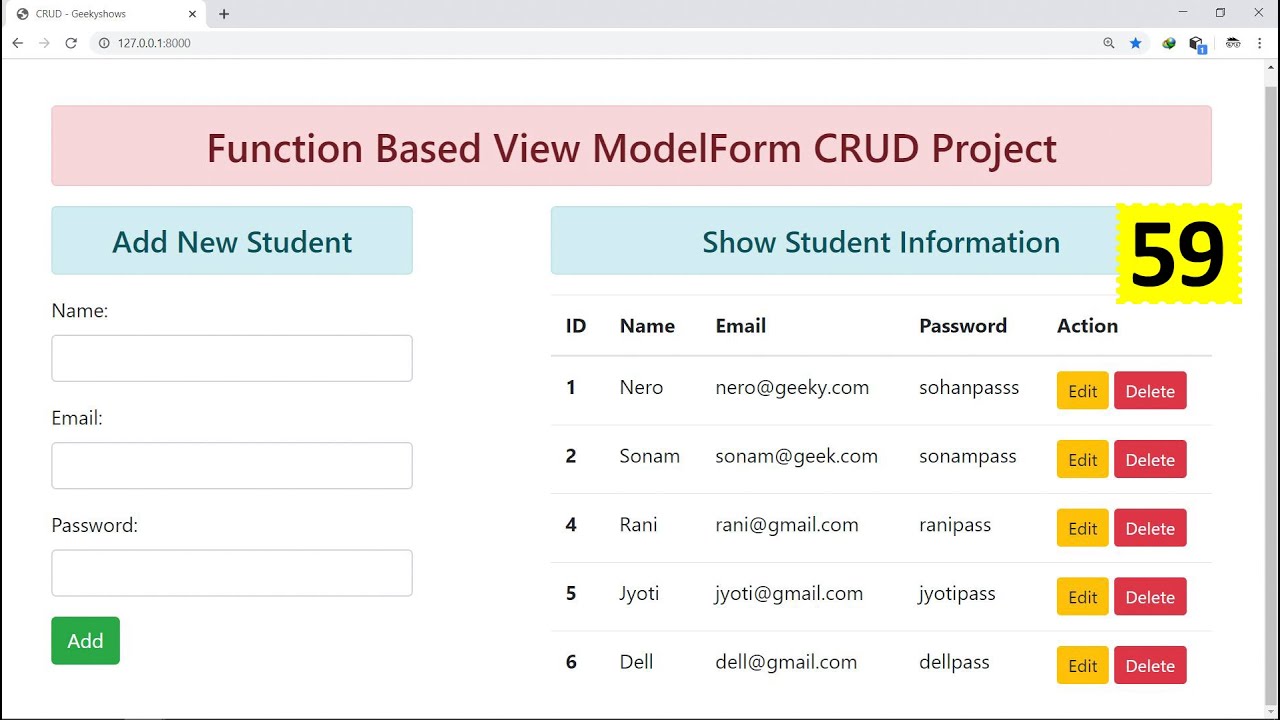 CRUD - Geekyshows
127.0.0.1:8000
1
Function Based View ModelForm CRUD Project
Add New Student
Name:
Email:
Password:
Add
Show Student Information
59
ID Name Email Password Action
1 Nero nero@geeky.com sohanpasss Edit Delete
2 Sonam sonam@geek.com sonampass Edit Delete
4 Rani rani@gmail.com ranipass Edit Delete
5 Jyoti jyoti@gmail.com jyotipass Edit Delete
6 Dell dell@gmail.com dellpass Edit Delete